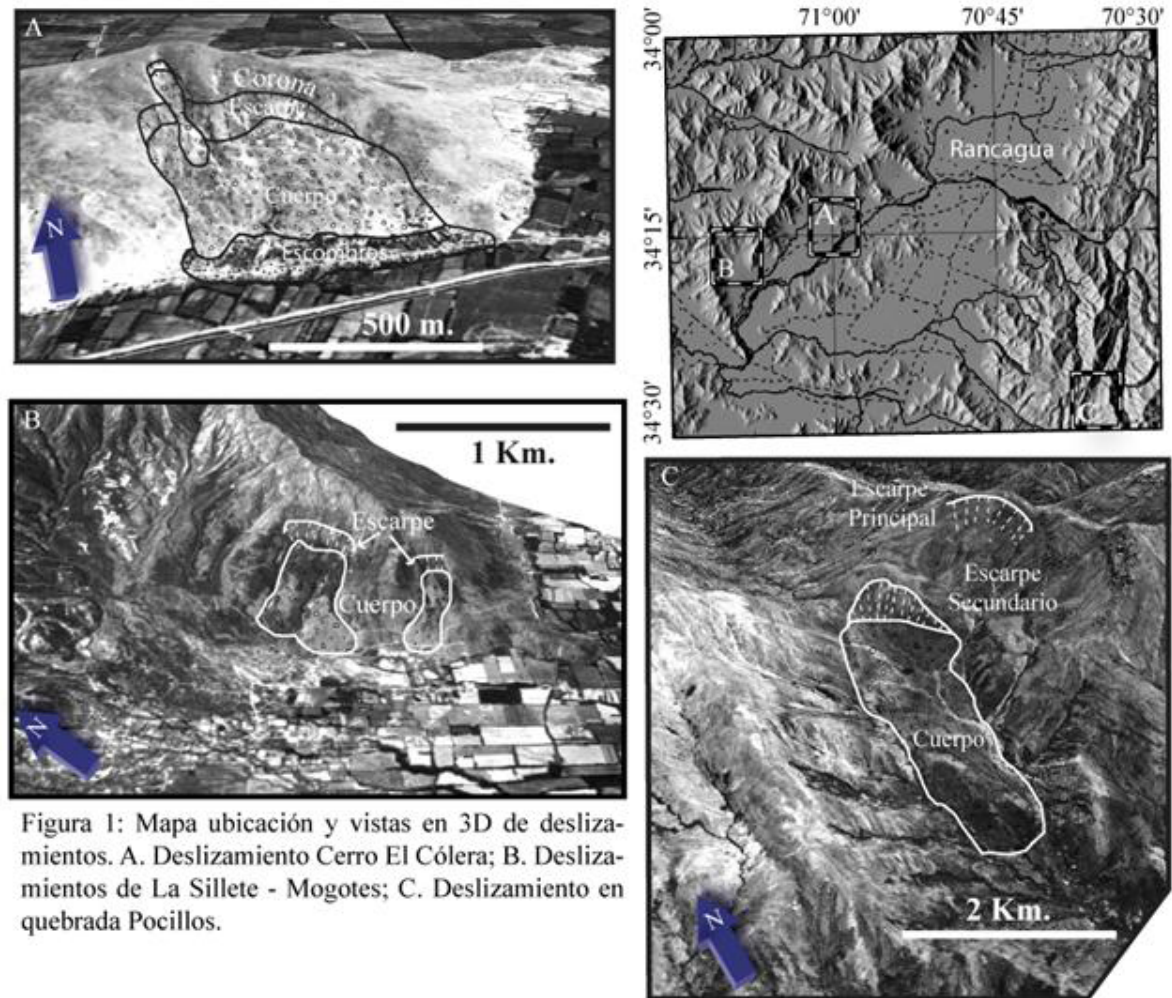 A
Corona
Escarpe
Cuerpo
Escombros
N
500 m.
71°00'
70°45'
70°30'
34°00'
34°15'
34°30'
Rancagua
A
B
C
B
1 Km.
Escarpe
Cuerpo
N
C
Escarpe
Principal
Escarpe
Secundario
Cuerpo
N
2 Km.
Figura 1: Mapa ubicación y vistas en 3D de desliza-
mientos. A. Deslizamiento Cerro El Cólera; B. Desliza-
mientos de La Sillete - Mogotes; C. Deslizamiento en
quebrada Pocillos.